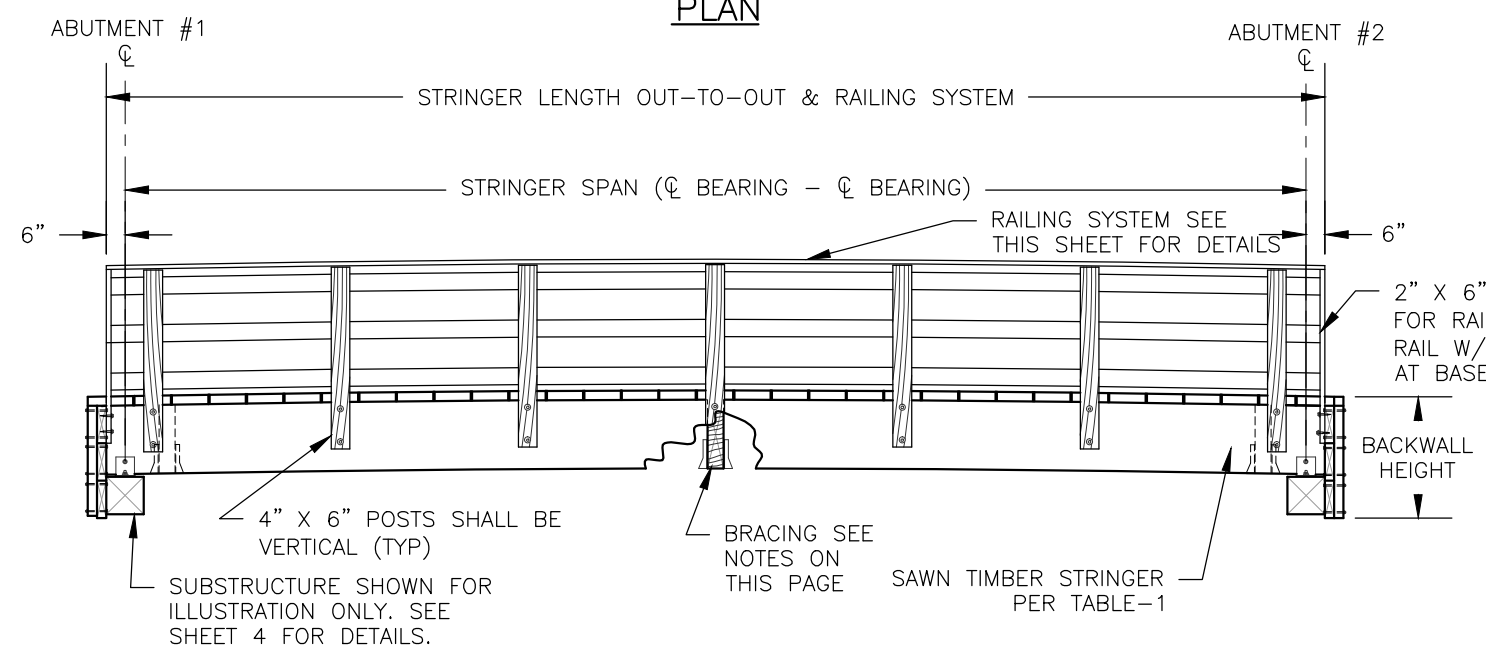 PLAN
ABUTMENT #1
℄
ABUTMENT #2
℄
STRINGER LENGTH OUT-TO-OUT & RAILING SYSTEM
STRINGER SPAN (℄ BEARING - ℄ BEARING)
6"
RAILING SYSTEM SEE
THIS SHEET FOR DETAILS
6"
2" X 6"
FOR RAI
RAIL W/
AT BASE
BACKWALL
HEIGHT
4" X 6" POSTS SHALL BE
VERTICAL (TYP)
BRACING SEE
NOTES ON
THIS PAGE
SAWN TIMBER STRINGER
PER TABLE-1
SUBSTRUCTURE SHOWN FOR
ILLUSTRATION ONLY. SEE
SHEET 4 FOR DETAILS.